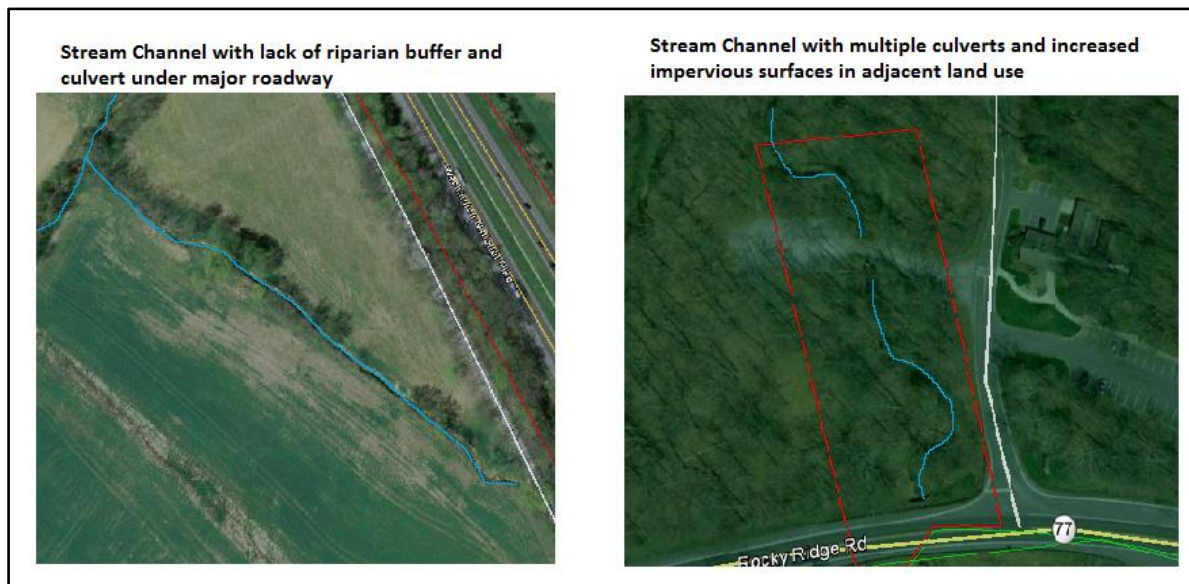 Stream Channel with lack of riparian buffer and
culvert under major roadway
Stream Channel with multiple culverts and increased
impervious surfaces in adjacent land use
77
Rocky Ridge Rd